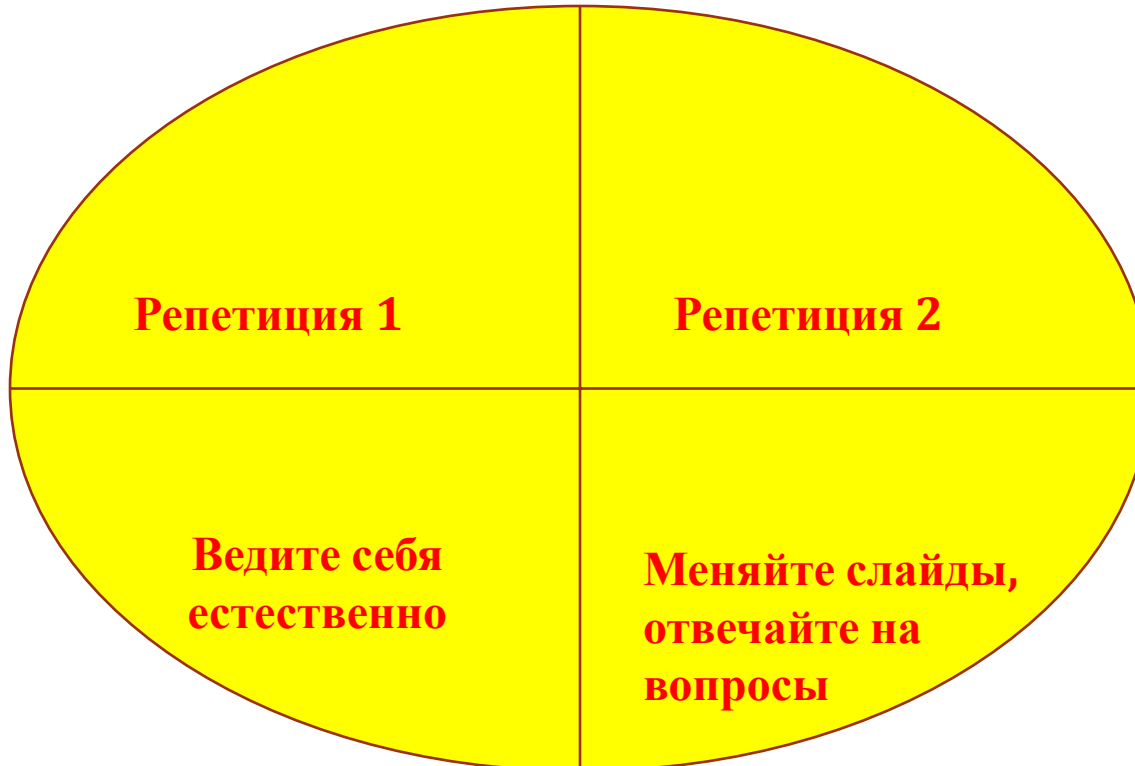 Репетиция 1
Репетиция 2
Ведите себя
естественно
Меняйте слайды,
отвечайте на
вопросы